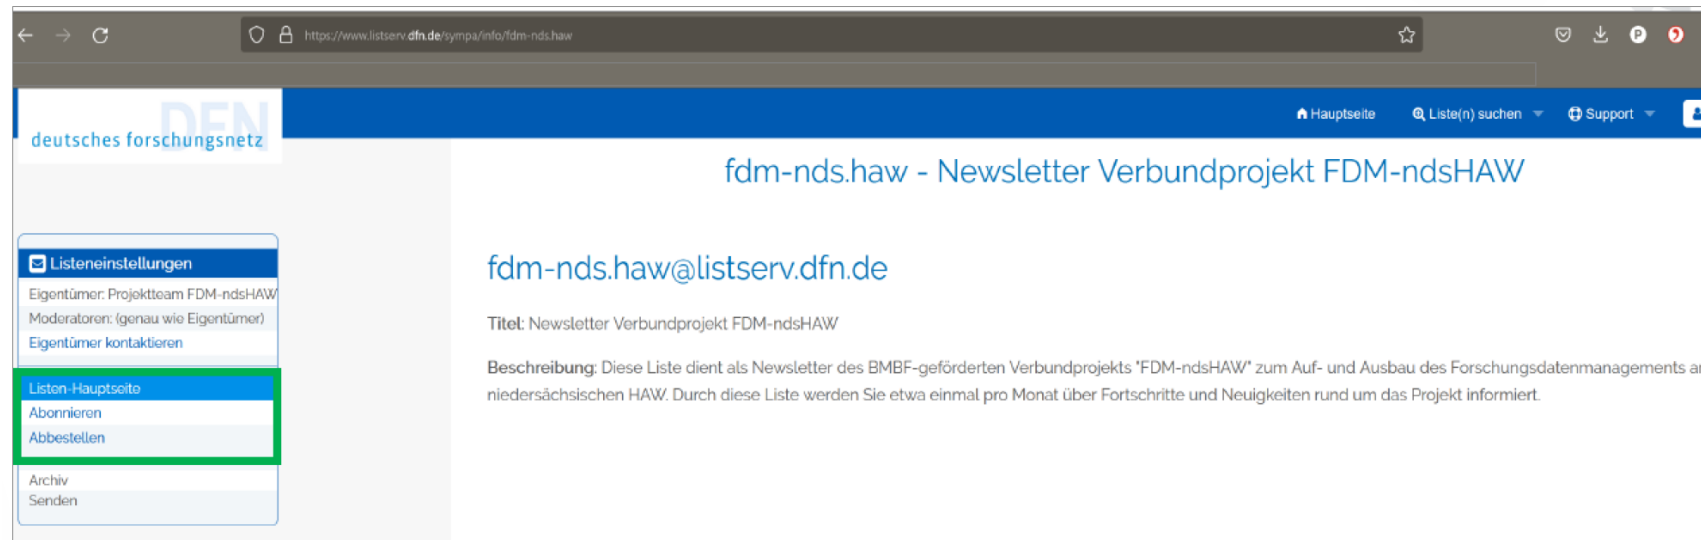 https://www.listserv.dfn.de/sympa/info/fdm-nds.haw
DFN
deutsches forschungsnetz
Hauptseite
Liste(n) suchen
Support
fdm-nds.haw - Newsletter Verbundprojekt FDM-ndsHAW
Listeneinstellungen
Eigentümer: Projektteam FDM-ndsHAW
Moderatoren: (genau wie Eigentümer)
Eigentümer kontaktieren
Listen-Hauptseite
Abonnieren
Abbestellen
Archiv
Senden
fdm-nds.haw@listserv.dfn.de
Titel: Newsletter Verbundprojekt FDM-ndsHAW
Beschreibung: Diese Liste dient als Newsletter des BMBF-geförderten Verbundprojekts "FDM-ndsHAW" zum Auf- und Ausbau des Forschungsdatenmanagements an
niedersächsischen HAW. Durch diese Liste werden Sie etwa einmal pro Monat über Fortschritte und Neuigkeiten rund um das Projekt informiert.